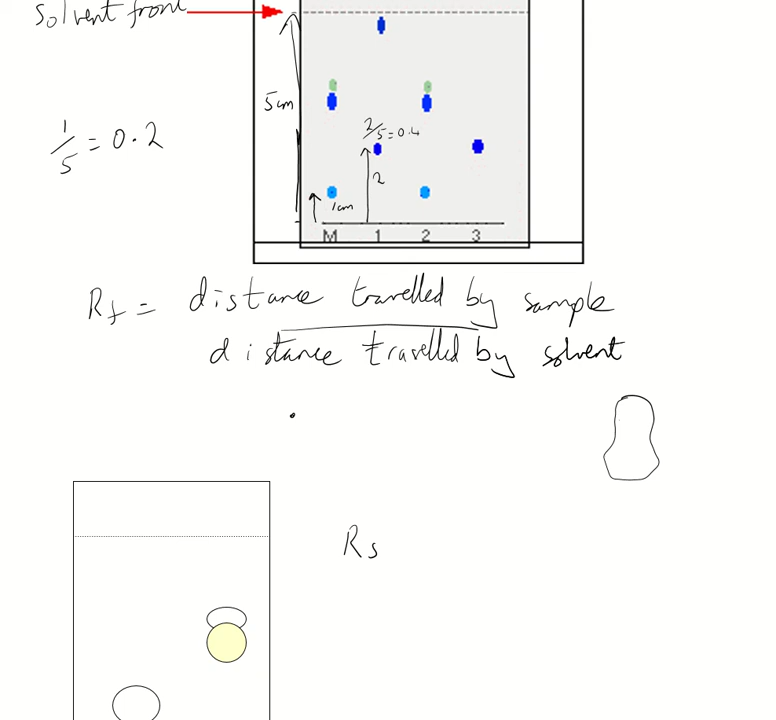 Solvent front
5cm
1/5 = 0.2
2/5=0.4
2
1cm
M 1 2 3
Rf = distance travelled by sample
distance travelled by solvent
Rs